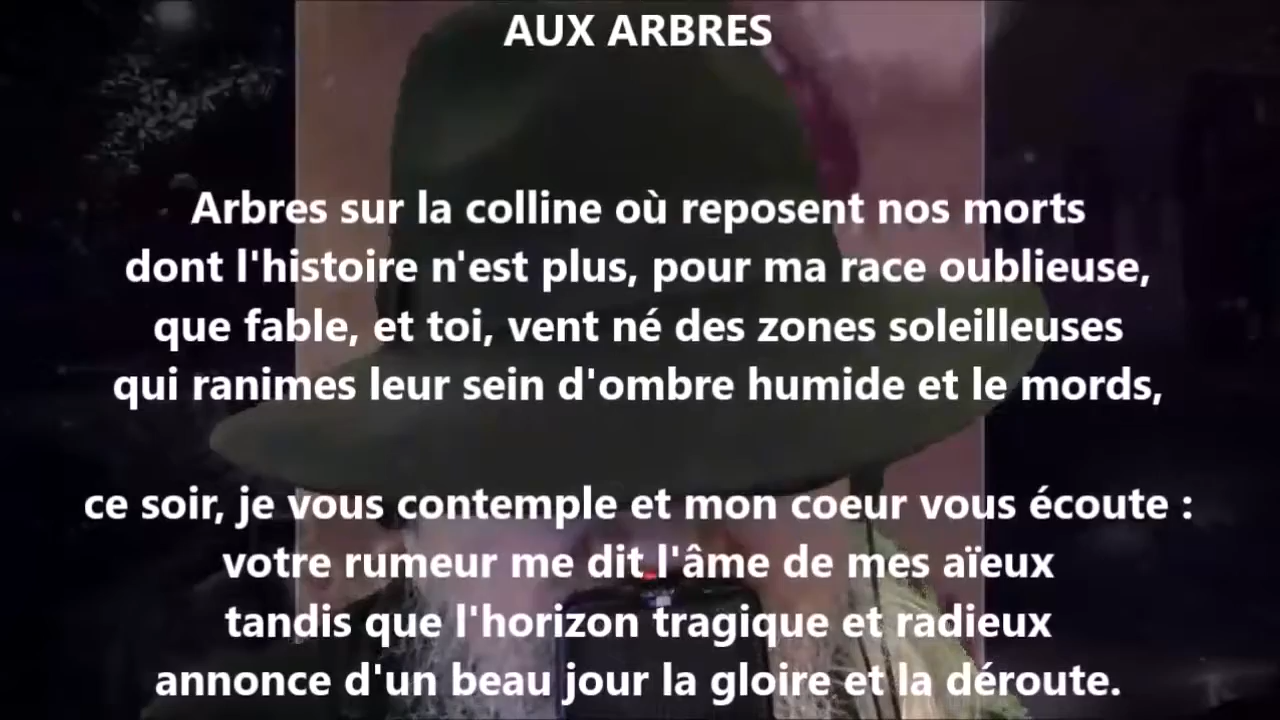 AUX ARBRES
Arbres sur la colline où reposent nos morts
dont l'histoire n'est plus, pour ma race oublieuse,
que fable, et toi, vent né des zones soleilleuses
qui ranimes leur sein d'ombre humide et le mords,
ce soir, je vous contemple et mon coeur vous écoute :
votre rumeur me dit l'âme de mes aïeux
tandis que l'horizon tragique et radieux
annonce d'un beau jour la gloire et la déroute.